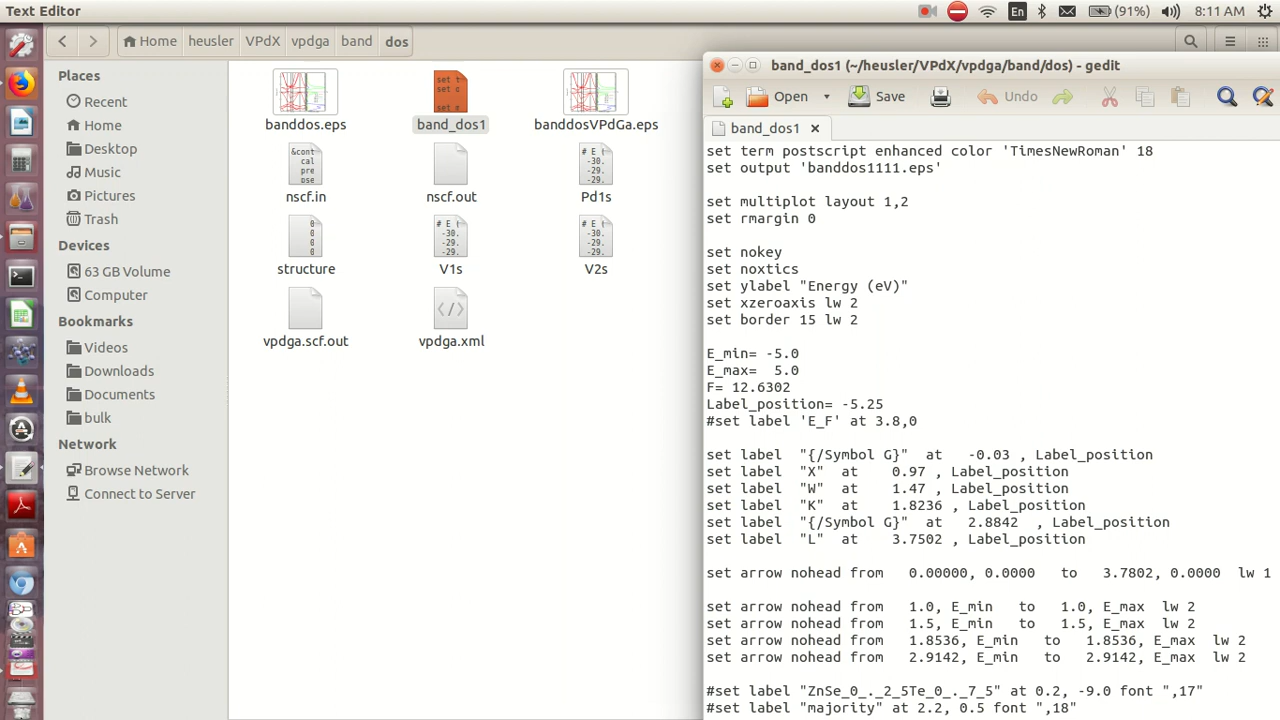 Text Editor
En
(91%)
8:11 AM
Home
heusler
VPdX
vpdga
band
dos
Places
Recent
Home
Desktop
Music
Pictures
Trash
Devices
63 GB Volume
Computer
Bookmarks
Videos
Downloads
Documents
bulk
Network
Browse Network
Connect to Server
banddos.eps
band_dos1
banddosVPdGa.eps
nscf.in
nscf.out
Pd1s
structure
V1s
V2s
vpdga.scf.out
vpdga.xml
band_dos1 (~/heusler/VPdX/vpdga/band/dos) - gedit
Open
Save
Undo
band_dos1
set term postscript enhanced color 'TimesNewRoman' 18
set output 'banddos1111.eps'
set multiplot layout 1,2
set rmargin 0
set nokey
set noxtics
set ylabel "Energy (eV)"
set xzeroaxis lw 2
set border 15 lw 2
E_min= -5.0
E_max=  5.0
F= 12.6302
Label_position= -5.25
#set label 'E_F' at 3.8,0
set label  "{/Symbol G}"  at   -0.03 , Label_position
set label  "X"  at    0.97 , Label_position
set label  "W"  at    1.47 , Label_position
set label  "K"  at    1.8236 , Label_position
set label  "{/Symbol G}"  at   2.8842  , Label_position
set label  "L"  at    3.7502 , Label_position
set arrow nohead from   0.00000, 0.0000   to   3.7802, 0.0000  lw 1
set arrow nohead from   1.0, E_min   to   1.0, E_max  lw 2
set arrow nohead from   1.5, E_min   to   1.5, E_max  lw 2
set arrow nohead from   1.8536, E_min   to   1.8536, E_max  lw 2
set arrow nohead from   2.9142, E_min   to   2.9142, E_max  lw 2
#set label "ZnSe_0_._2_5Te_0_._7_5" at 0.2, -9.0 font ",17"
#set label "majority" at 2.2, 0.5 font ",18"